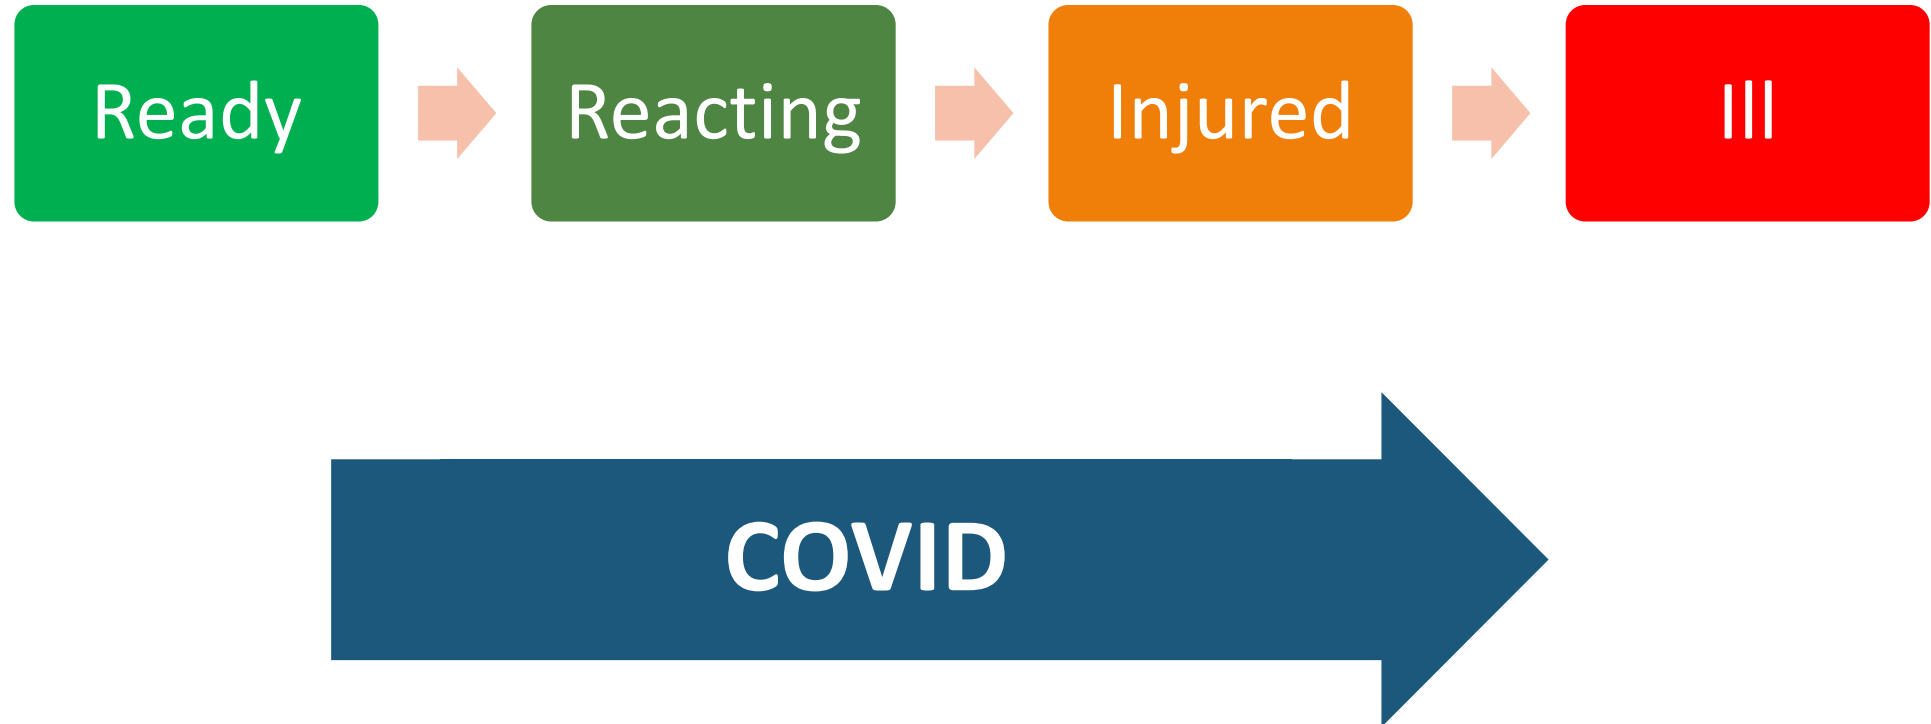 Ready
Reacting
Injured
Ill
COVID